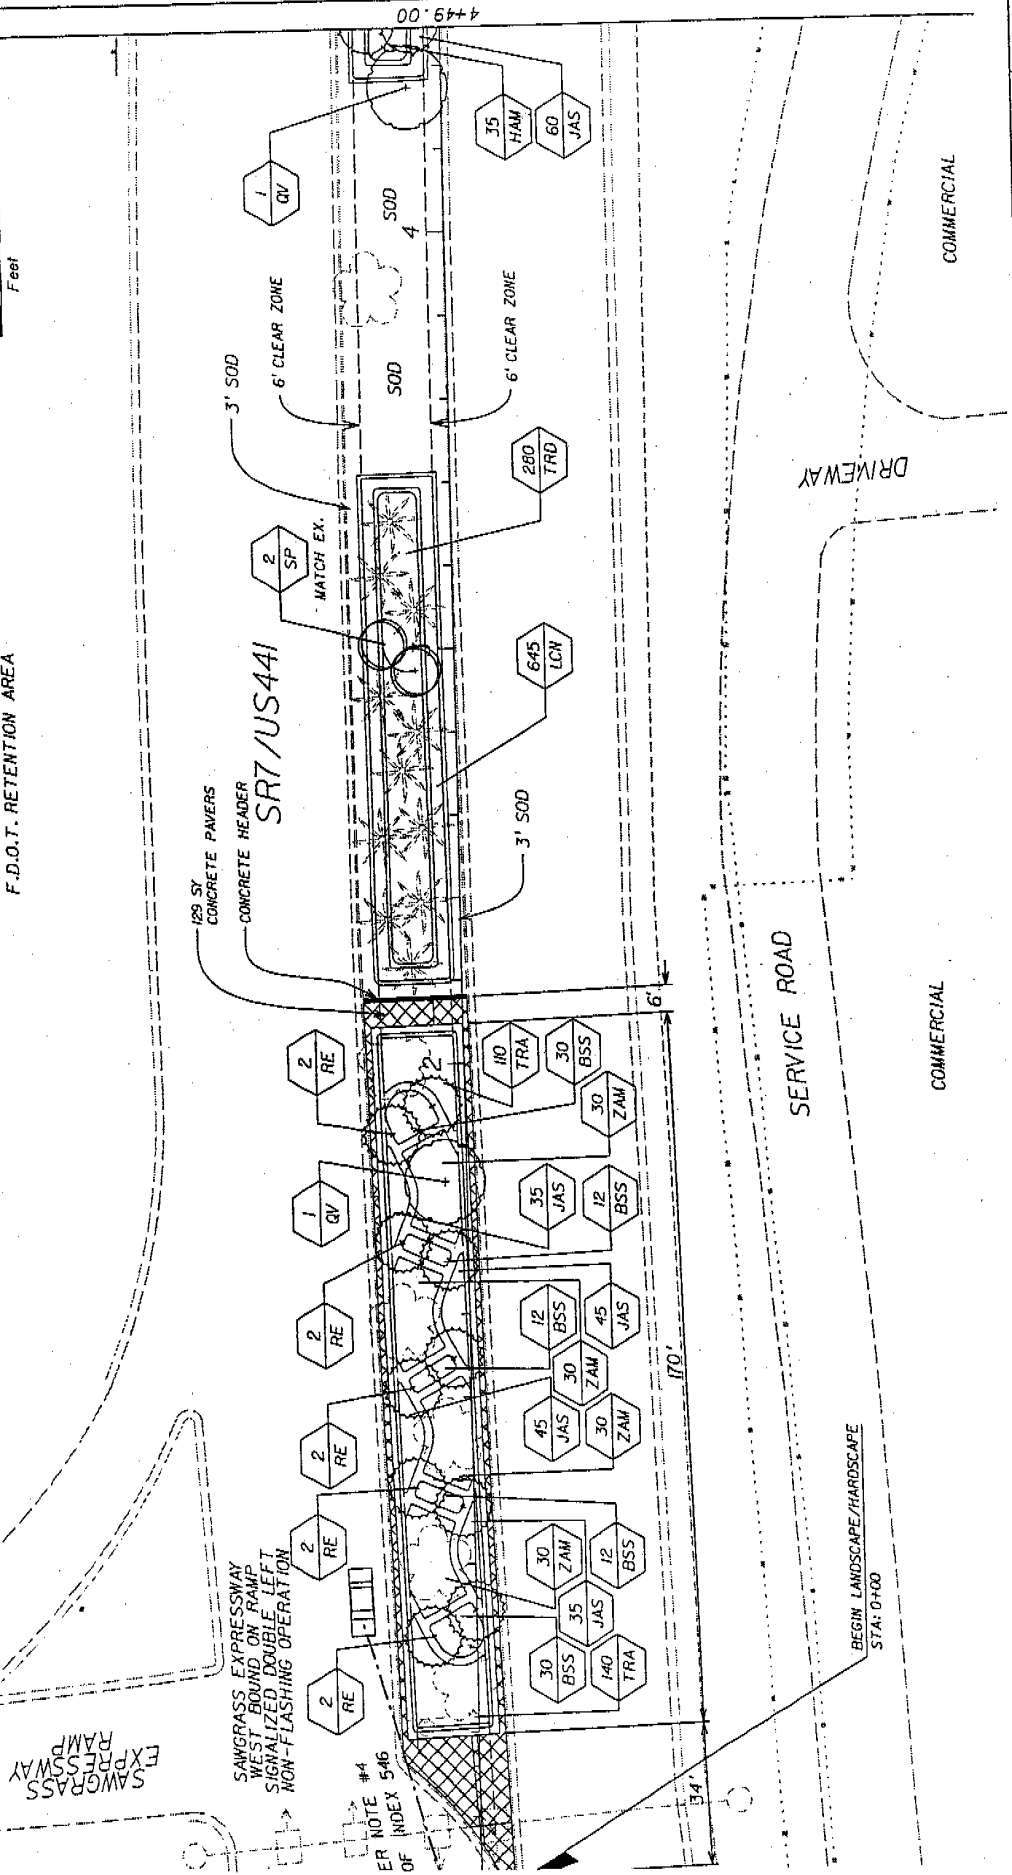 4+49.00
Feet
F.D.O.T. RETENTION AREA
1
QV
35
HAM
60
JAS
SOD
4
SOD
6' CLEAR ZONE
6' CLEAR ZONE
3' SOD
COMMERCIAL
DRIVEWAY
2
SP
MATCH EX.
280
TRD
645
LCN
SR7/US441
129 SY
CONCRETE PAVERS
CONCRETE HEADER
3' SOD
6'
SERVICE ROAD
COMMERCIAL
2
RE
2
110
TRA
30
BSS
30
ZAM
1
QV
35
JAS
12
BSS
2
RE
12
BSS
45
JAS
30
ZAM
2
RE
45
JAS
30
ZAM
170'
2
RE
30
ZAM
12
BSS
35
JAS
2
RE
30
BSS
140
TRA
SAWGRASS
EXPRESSWAY
RAMP
SAWGRASS EXPRESSWAY
WEST BOUND ON RAMP
SIGNALIZED DOUBLE LEFT
NON-FLASHING OPERATION
ER NOTE #4
OF INDEX 546
34'
BEGIN LANDSCAPE/HARDSCAPE
STA: 0+00